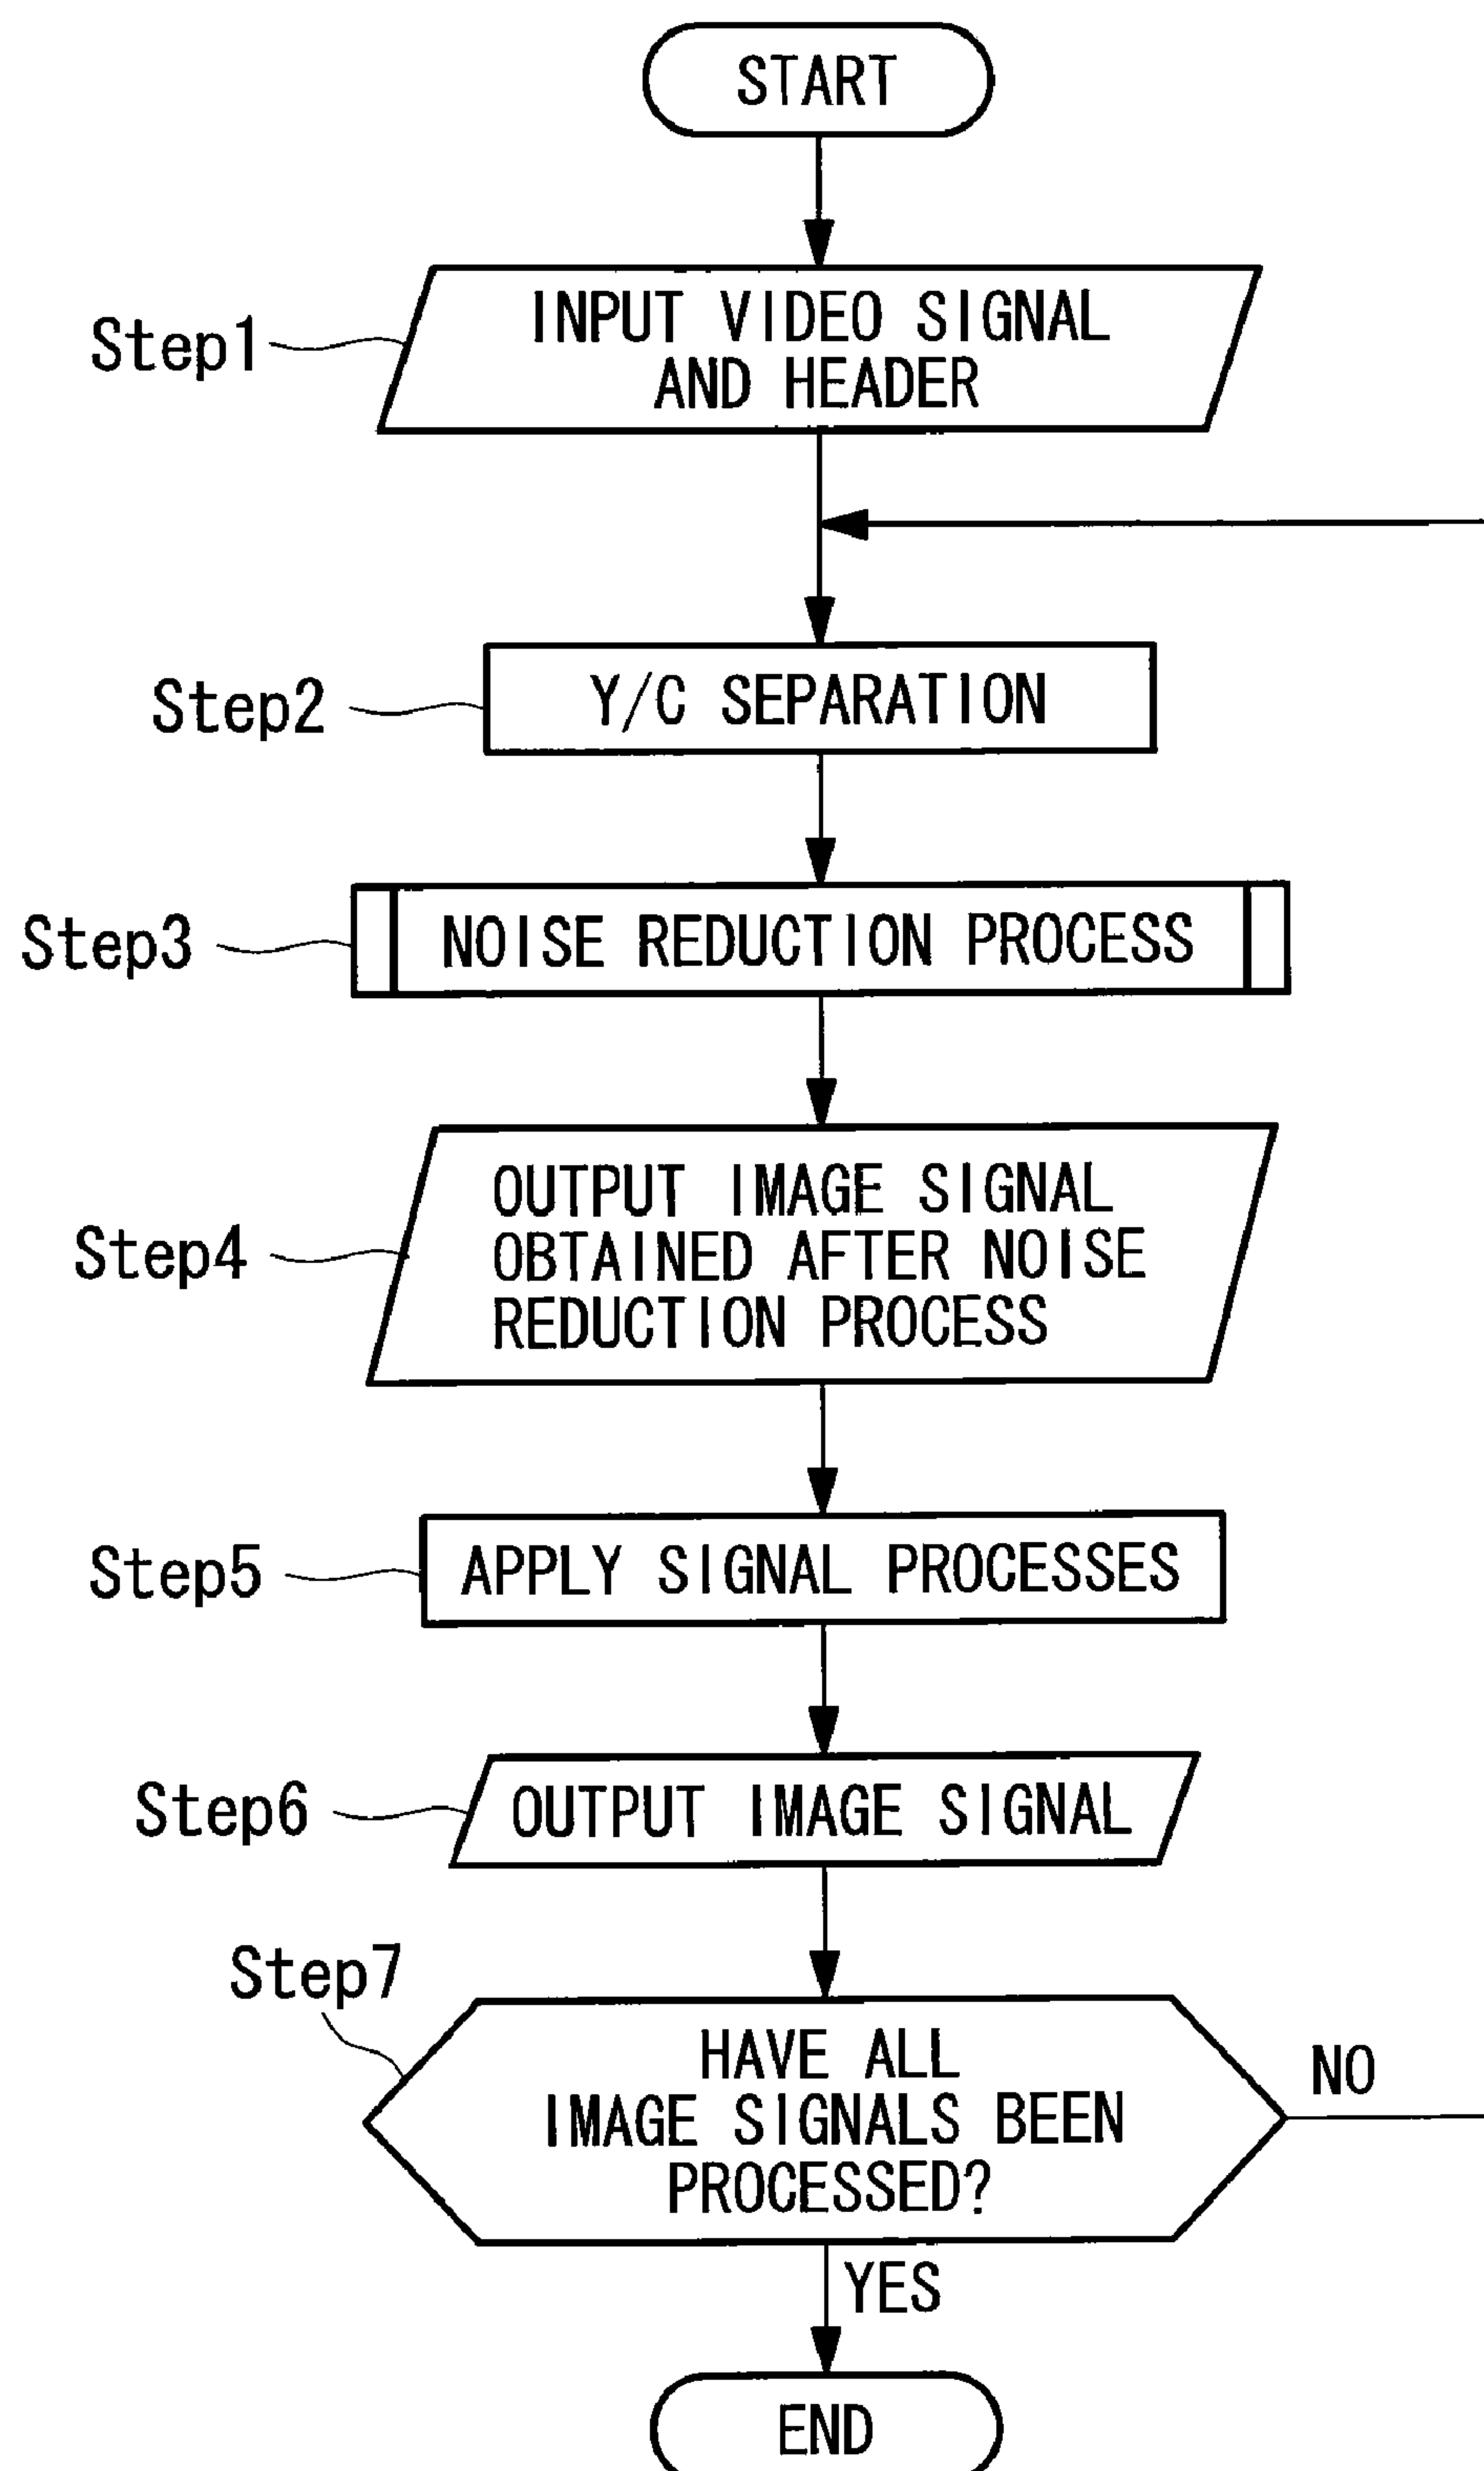 START
Step1
INPUT VIDEO SIGNAL
AND HEADER
Step2
Y/C SEPARATION
Step3
NOISE REDUCTION PROCESS
Step4
OUTPUT IMAGE SIGNAL
OBTAINED AFTER NOISE
REDUCTION PROCESS
Step5
APPLY SIGNAL PROCESSES
Step6
OUTPUT IMAGE SIGNAL
Step7
HAVE ALL
IMAGE SIGNALS BEEN
PROCESSED?
NO
YES
END